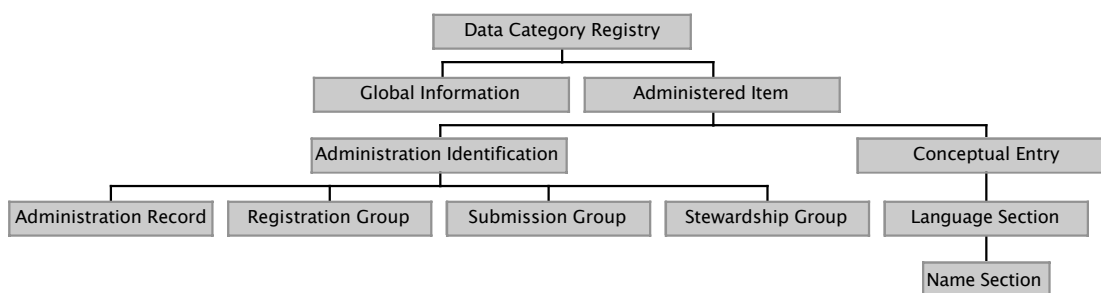 Data Category Registry
Global Information
Administered Item
Administration Identification
Conceptual Entry
Administration Record
Registration Group
Submission Group
Stewardship Group
Language Section
Name Section